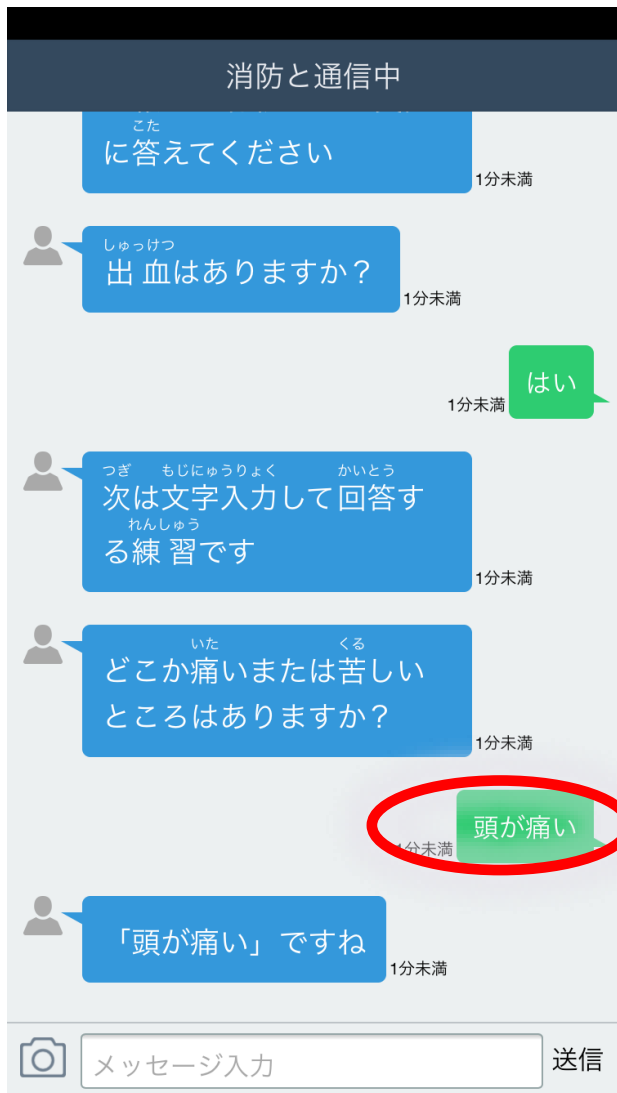 消防と通信中
こた
に答えてください
1分未満
しゅっけつ
出血はありますか？
1分未満
はい
1分未満
つぎ もじにゅうりょく かいとう
次は文字入力して回答す
れんしゅう
る練習です
1分未満
いた くる
どこか痛いまたは苦しい
ところはありますか？
1分未満
頭が痛い
1分未満
「頭が痛い」ですね
1分未満
メッセージ入力
送信